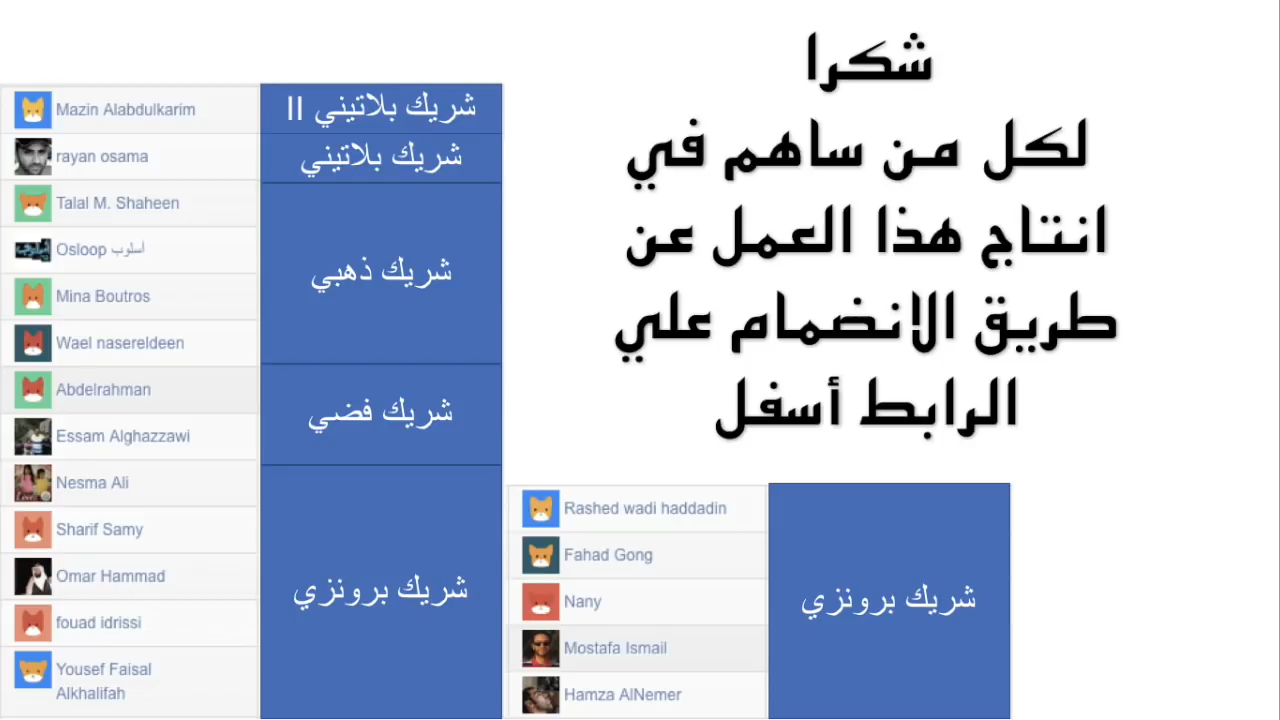 شكرا
لكل من ساهم في
انتاج هذا العمل عن
طريق الانضمام علي
الرابط أسفل
Mazin Alabdulkarim
شريك بلاتيني II
rayan osama
شريك بلاتيني
Talal M. Shaheen
Osloop أسلوب
Mina Boutros
Wael nasereldeen
شريك ذهبي
Abdelrahman
Essam Alghazzawi
شريك فضي
Nesma Ali
Sharif Samy
Omar Hammad
fouad idrissi
Yousef Faisal
Alkhalifah
شريك برونزي
Rashed wadi haddadin
Fahad Gong
Nany
Mostafa Ismail
Hamza AlNemer
شريك برونزي